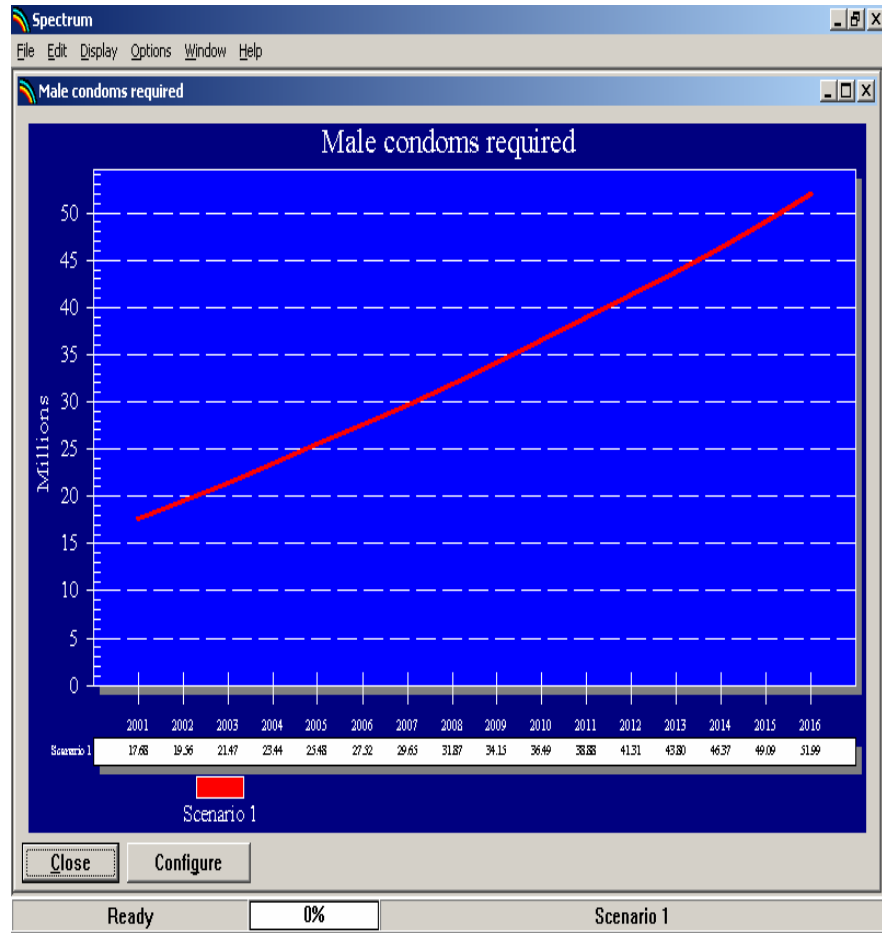 Spectrum
File Edit Display Options Window Help
Male condoms required
Male condoms required
Millions
50
45
40
35
30
25
20
15
10
5
0
2001 2002 2003 2004 2005 2006 2007 2008 2009 2010 2011 2012 2013 2014 2015 2016
Scenario 1 17.68 19.56 21.47 23.44 25.48 27.52 29.65 31.87 34.15 36.49 38.88 41.31 43.80 46.37 49.09 51.99
Scenario 1
Close Configure
Ready 0% Scenario 1